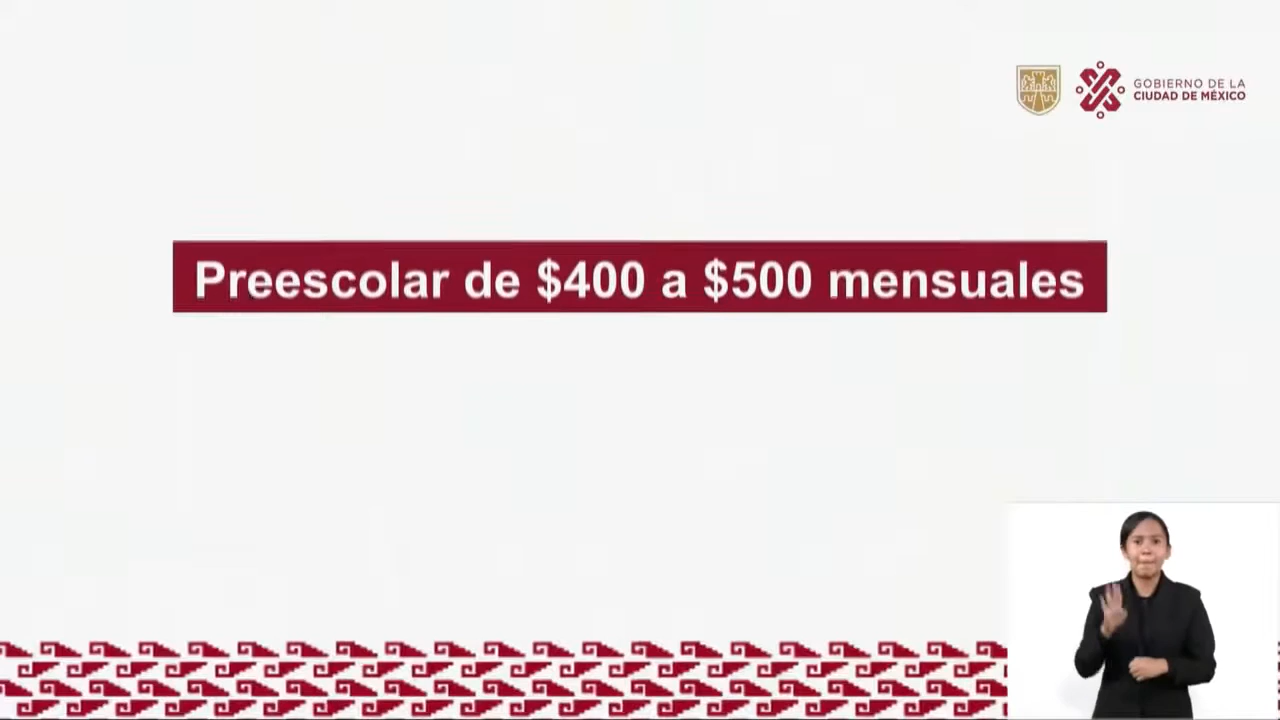 GOBIERNO DE LA
CIUDAD DE MÉXICO
Preescolar de $400 a $500 mensuales